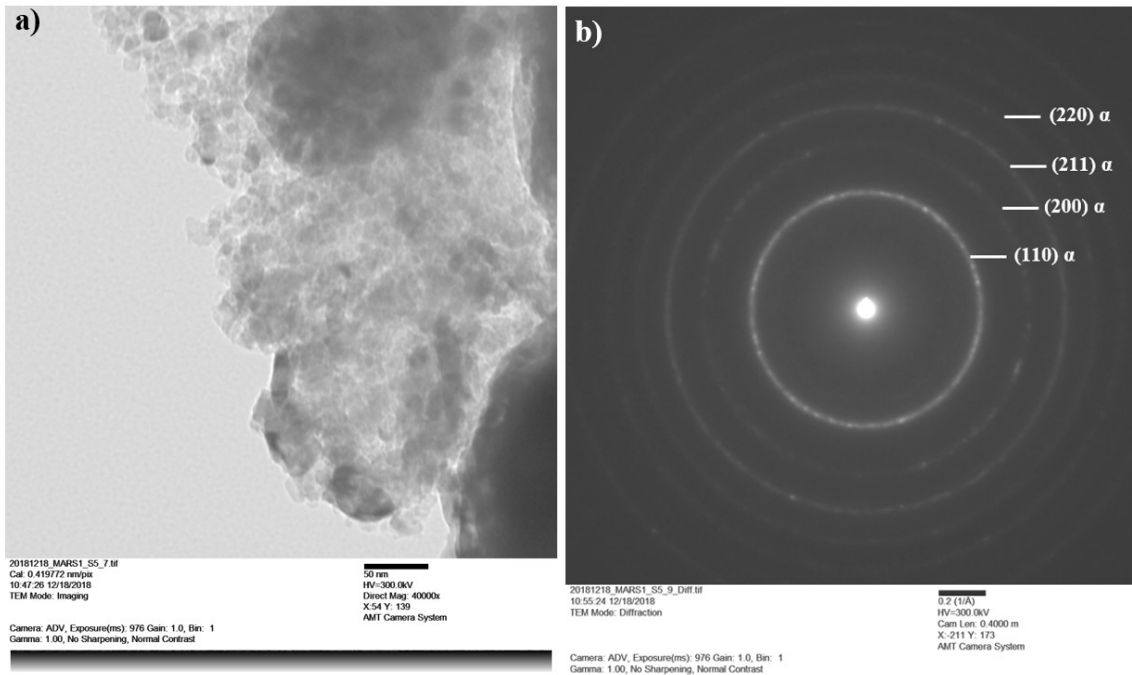 a)
20181218_MARS1_S5_7.tif
Cal: 0.419772 nm/pix
10:47:26 12/18/2018
TEM Mode: Imaging
Camera: ADV, Exposure(ms): 976 Gain: 1.0, Bin: 1
Gamma: 1.00, No Sharpening, Normal Contrast
50 nm
HV=300.0kV
Direct Mag: 40000x
X:54 Y: 139
AMT Camera System
b)
(220) α
(211) α
(200) α
(110) α
20181218_MARS1_S5_9_Diff.tif
10:55:24 12/18/2018
TEM Mode: Diffraction
Camera: ADV, Exposure(ms): 976 Gain: 1.0, Bin: 1
Gamma: 1.00, No Sharpening, Normal Contrast
0.2 (1/Å)
HV=300.0kV
Cam Len: 0.4000 m
X:-211 Y: 173
AMT Camera System